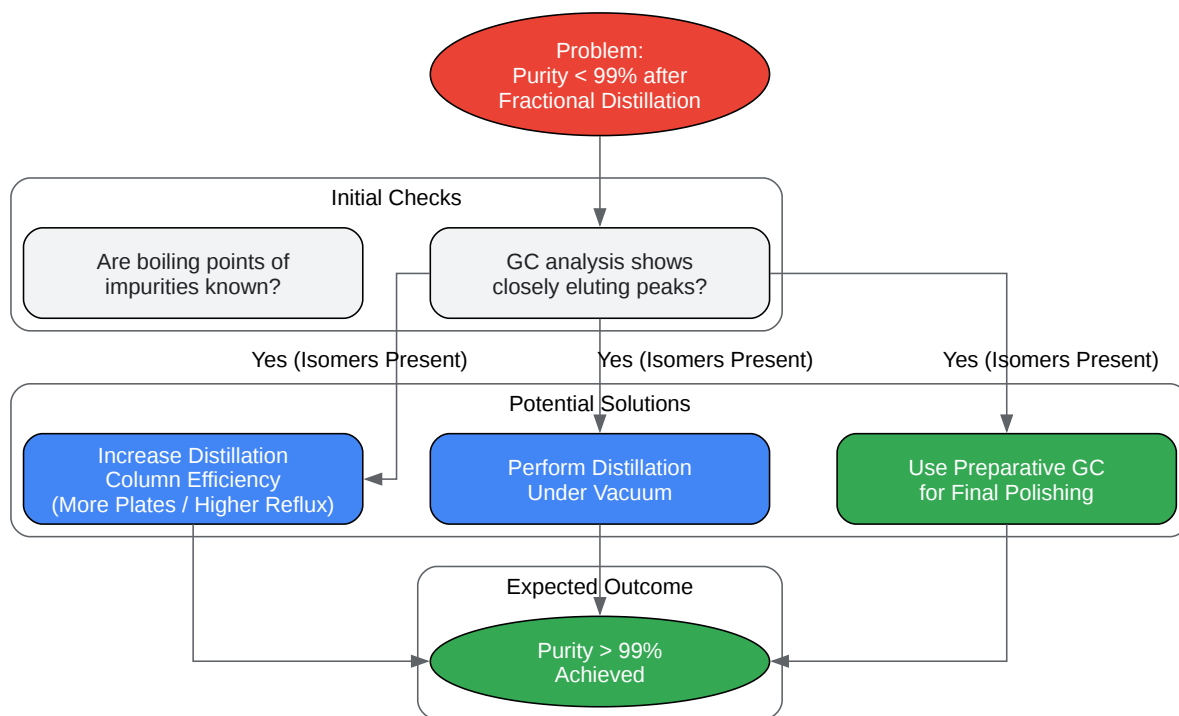 Problem:
Purity < 99% after
Fractional Distillation
Initial Checks
Are boiling points of
impurities known?
GC analysis shows
closely eluting peaks?
Yes (Isomers Present)
Yes (Isomers Present)
Yes (Isomers Present)
Potential Solutions
Increase Distillation
Column Efficiency
(More Plates / Higher Reflux)
Perform Distillation
Under Vacuum
Use Preparative GC
for Final Polishing
Expected Outcome
Purity > 99%
Achieved